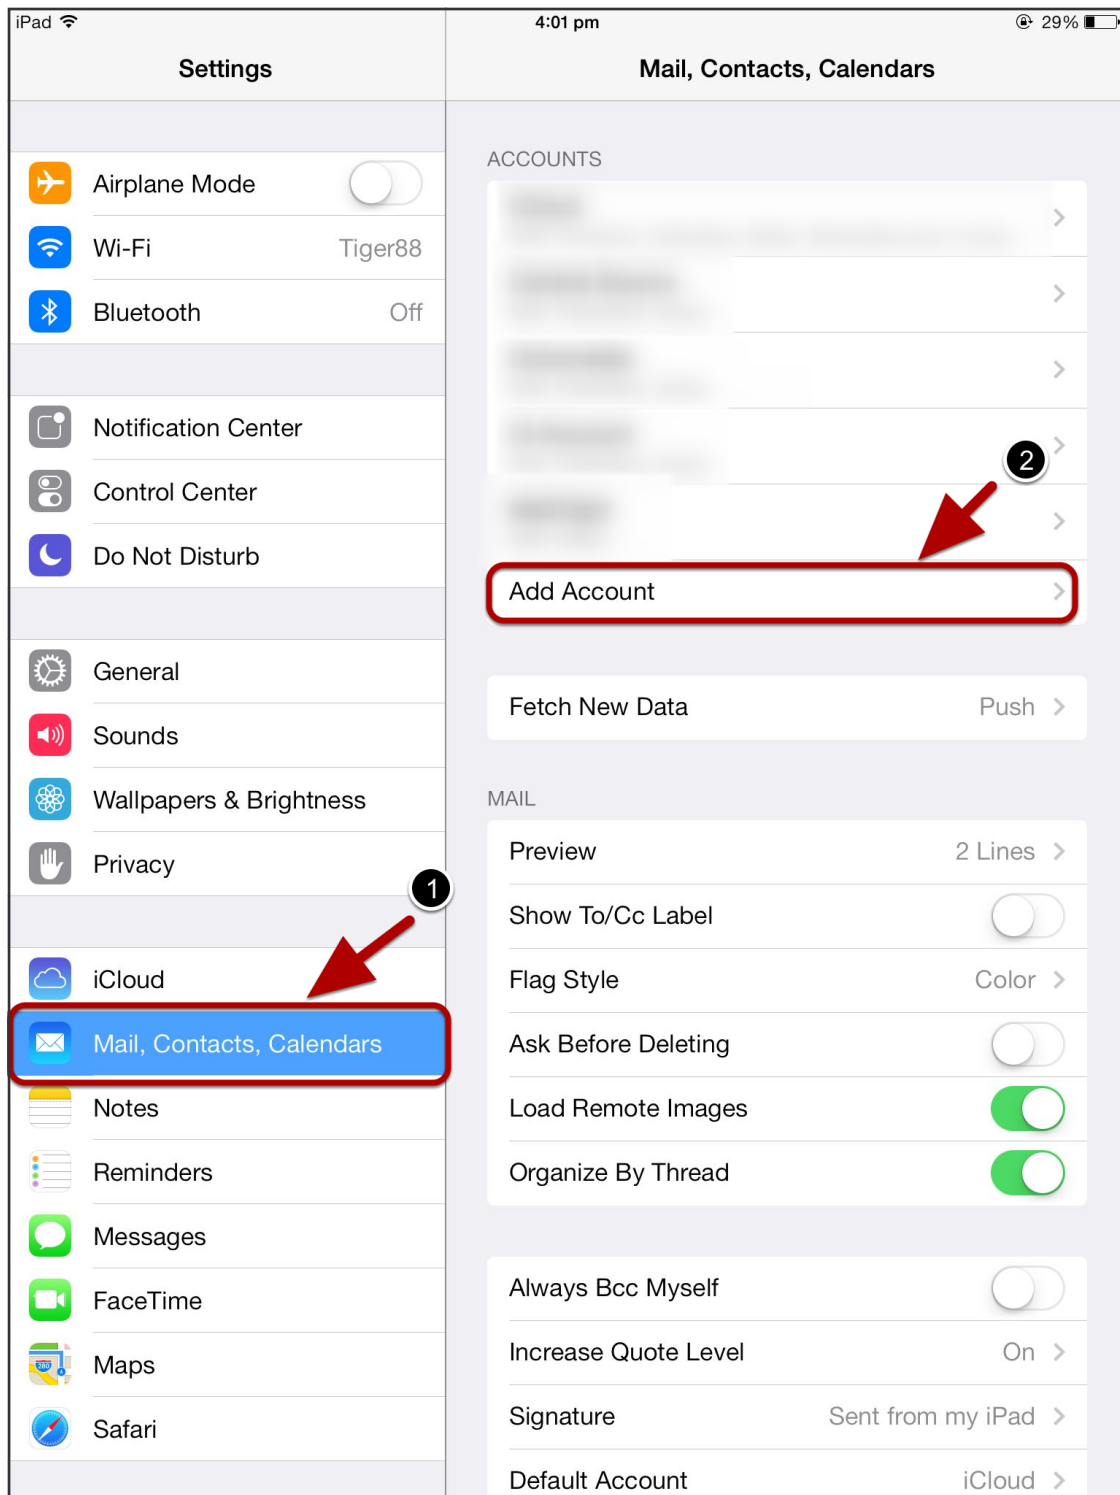 iPad 4:01 pm 29%
Settings
Mail, Contacts, Calendars
Airplane Mode
Wi-Fi Tiger88
Bluetooth Off
Notification Center
Control Center
Do Not Disturb
General
Sounds
Wallpapers & Brightness
Privacy
1
iCloud
Mail, Contacts, Calendars
Notes
Reminders
Messages
FaceTime
280
Maps
Safari
ACCOUNTS
2
Add Account
Fetch New Data Push
MAIL
Preview 2 Lines
Show To/Cc Label
Flag Style Color
Ask Before Deleting
Load Remote Images
Organize By Thread
Always Bcc Myself
Increase Quote Level On
Signature Sent from my iPad
Default Account iCloud